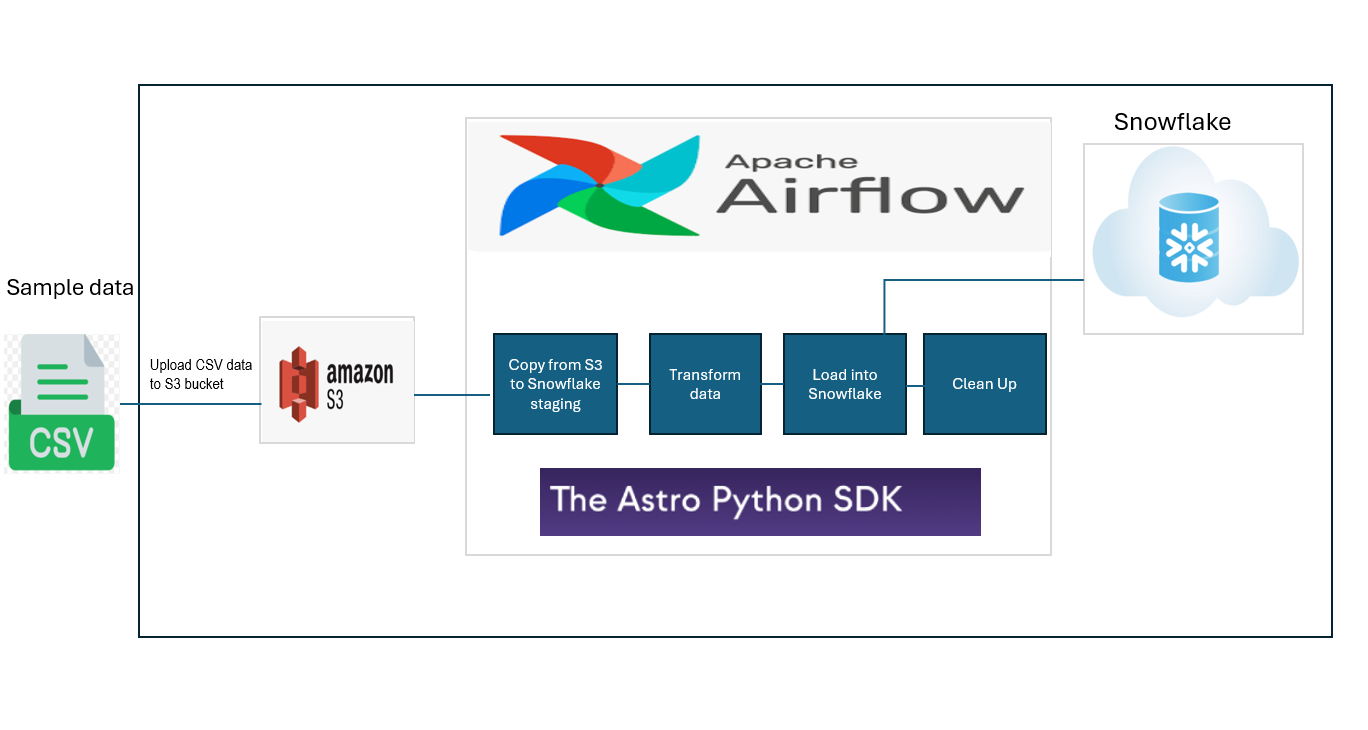 Snowflake
Apache
Airflow
Sample data
Upload CSV data
to S3 bucket
amazon
S3
CSV
Copy from S3
to Snowflake
staging
Transform
data
Load into
Snowflake
Clean Up
The Astro Python SDK